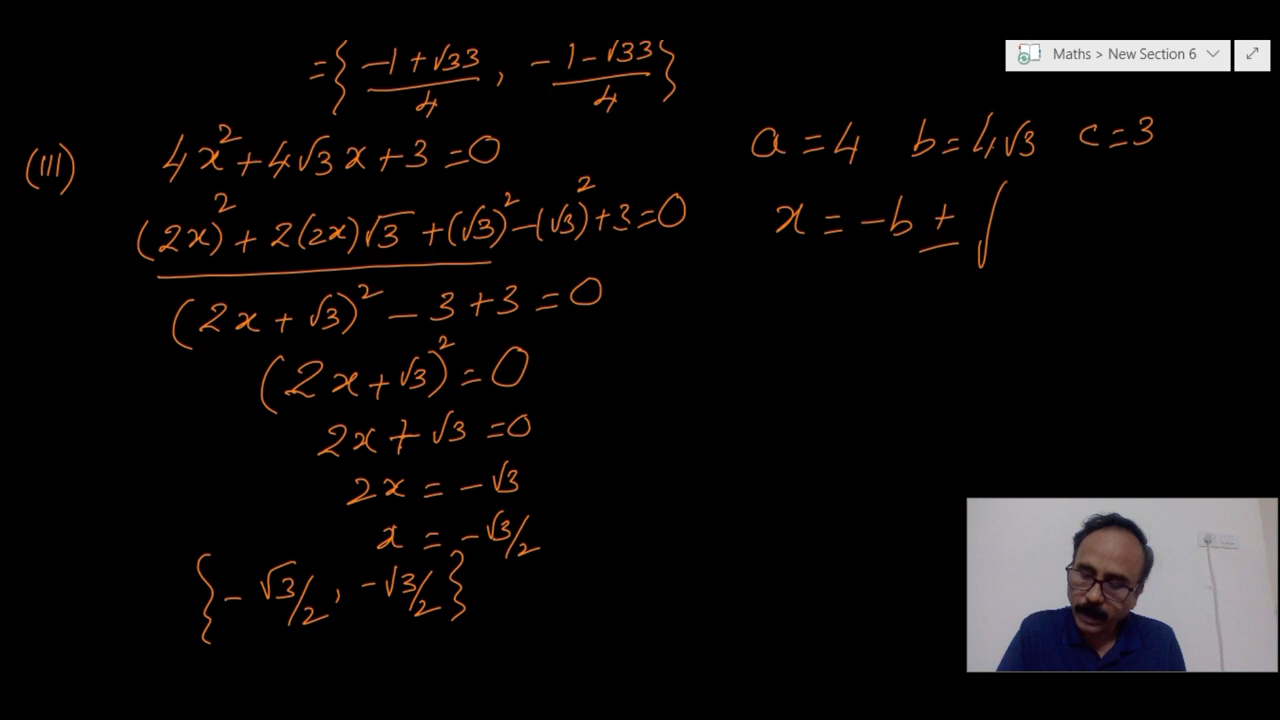 = { -1 + √33 / 4 , - 1 - √33 / 4 }
Maths > New Section 6
(III) 4x² + 4√3 x + 3 = 0
(2x)² + 2(2x)√3 + (√3)² - (√3)² + 3 = 0
(2x + √3)² - 3 + 3 = 0
(2x + √3)² = 0
2x + √3 = 0
2x = - √3
x = - √3/2
{ - √3/2 , - √3/2 }
a = 4 b = 4√3 c = 3
x = -b ± √